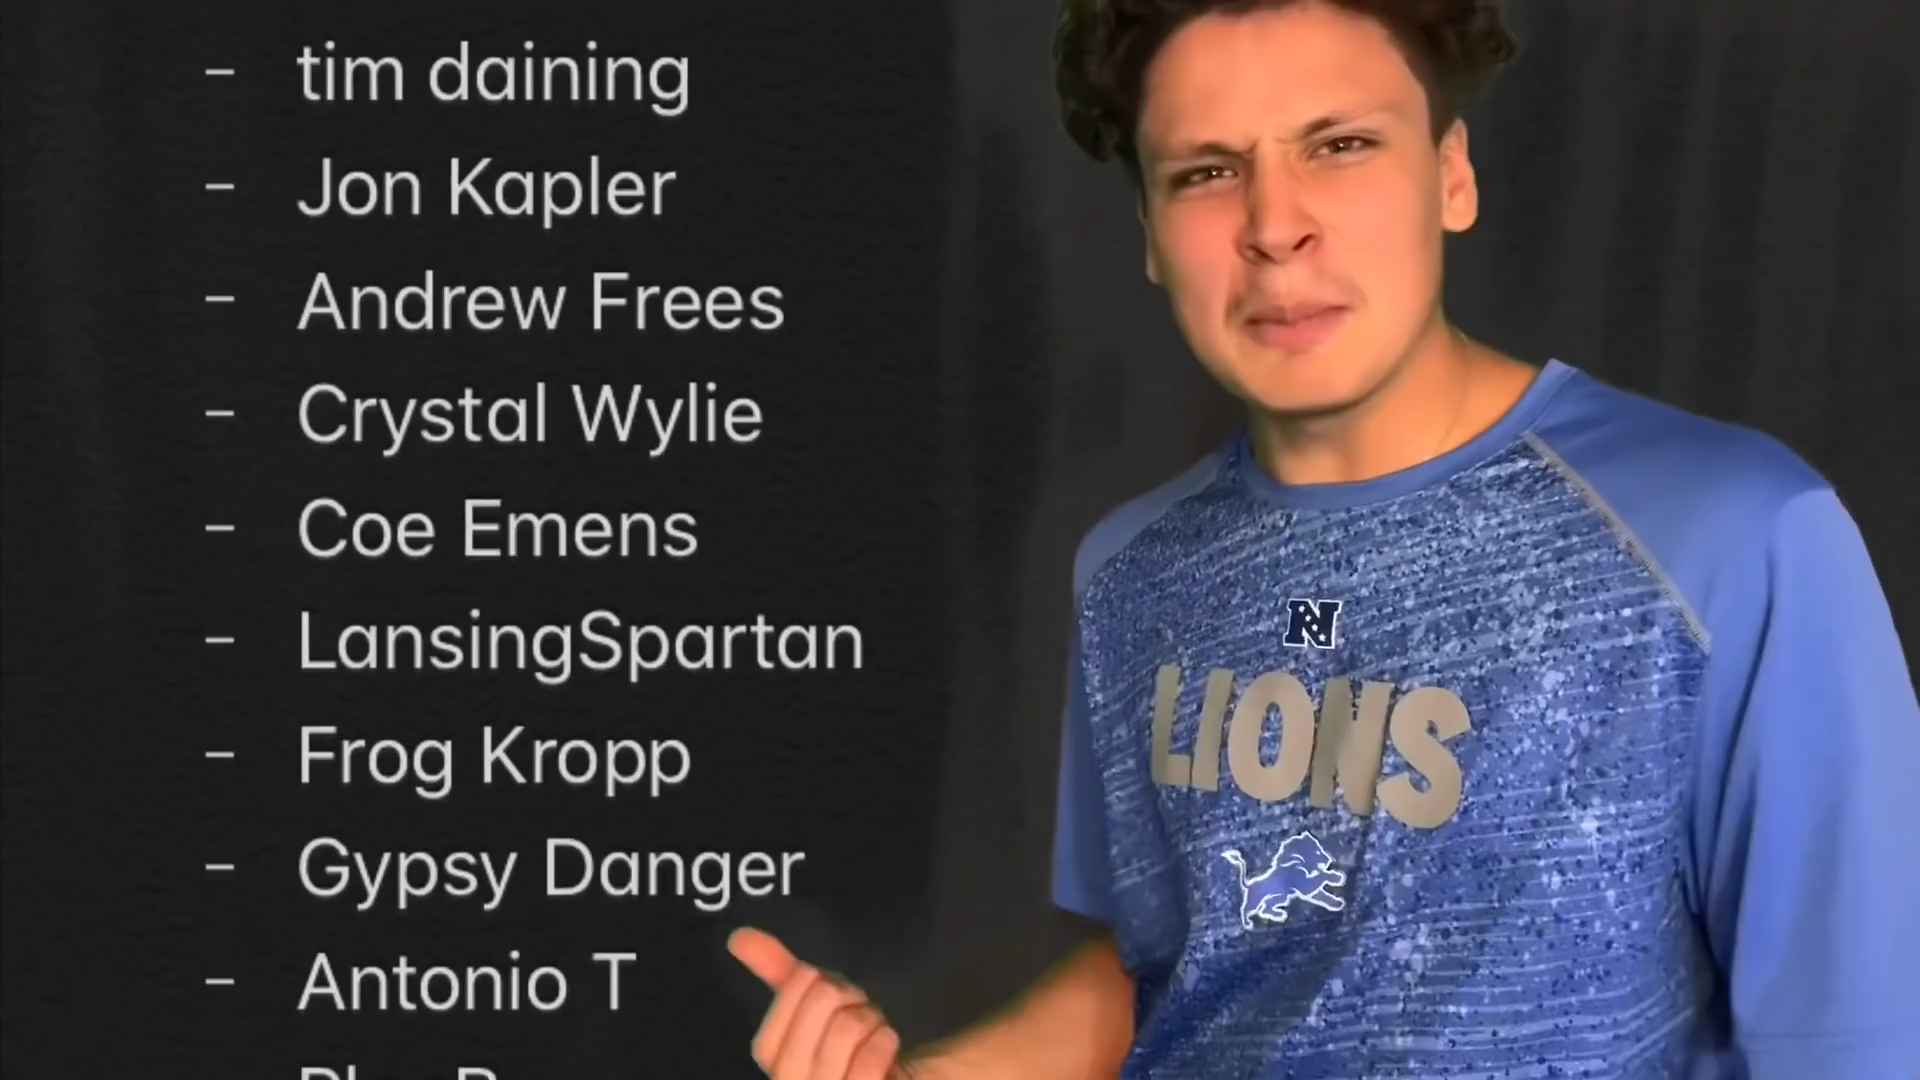 - tim daining
- Jon Kapler
- Andrew Frees
- Crystal Wylie
- Coe Emens
- LansingSpartan
- Frog Kropp
- Gypsy Danger
- Antonio T
N
LIONS